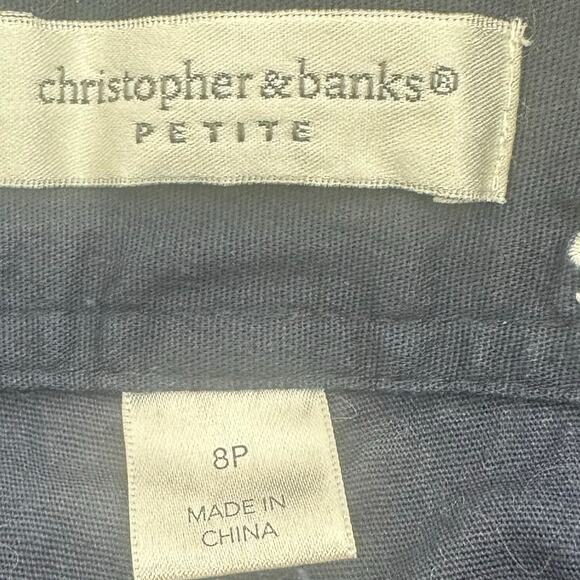 christopher & banks®
PETITE
8P
MADE IN
CHINA